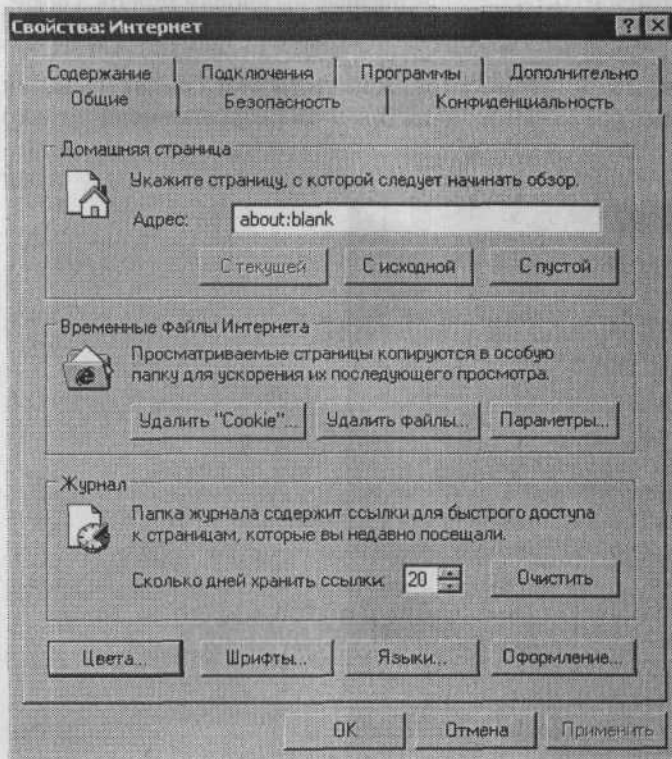 Свойства: Интернет
Содержание Подключения Программы Дополнительно
Общие Безопасность Конфиденциальность
Домашняя страница
Укажите страницу, с которой следует начинать обзор.
Адрес: about:blank
С текущей С исходной С пустой
Временные файлы Интернета
Просматриваемые страницы копируются в особую
папку для ускорения их последующего просмотра.
Удалить "Cookie"... Удалить файлы... Параметры...
Журнал
Папка журнала содержит ссылки для быстрого доступа
к страницам, которые вы недавно посещали.
Сколько дней хранить ссылки: 20 Очистить
Цвета... Шрифты... Языки... Оформление...
OK Отмена Применить